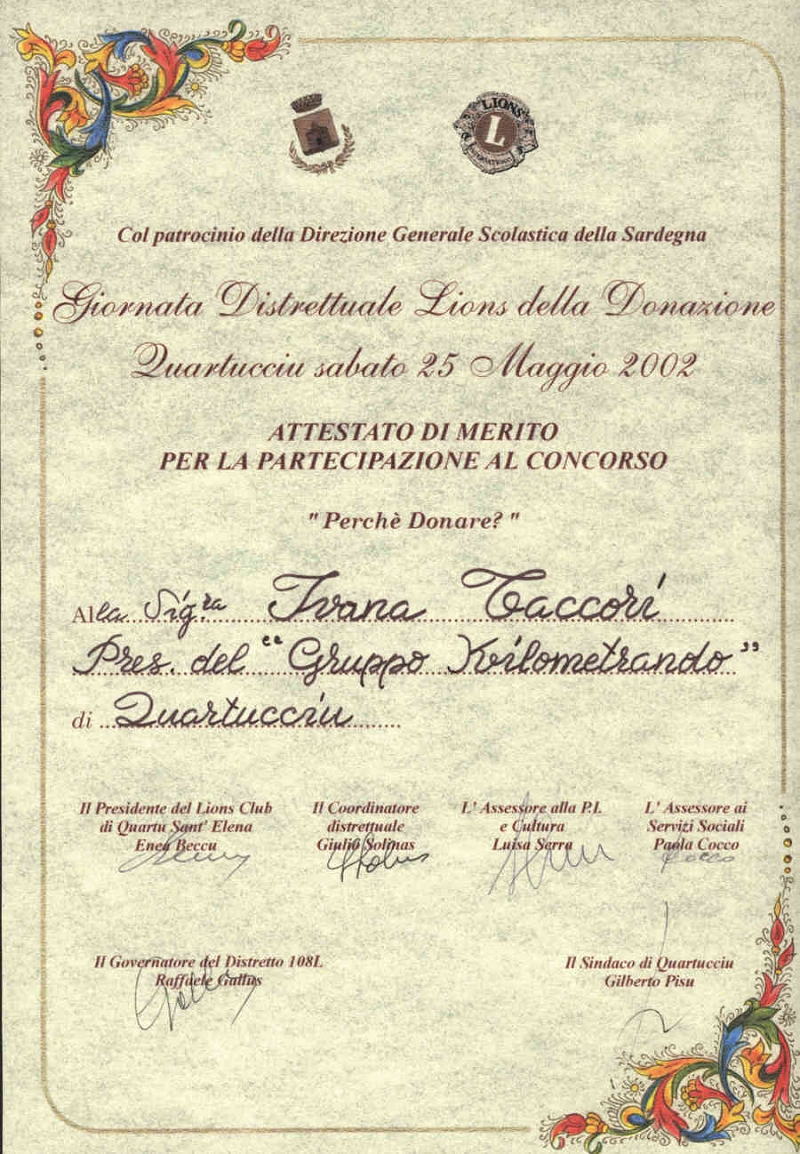 LIONS
L
INTERNATIONAL
Col patrocinio della Direzione Generale Scolastica della Sardegna
Giornata Distrettuale Lions della Donazione
Quartucciu sabato 25 Maggio 2002
ATTESTATO DI MERITO
PER LA PARTECIPAZIONE AL CONCORSO
" Perchè Donare? "
Alla Sig.ra Ivana Taccori
Pres. del "Gruppo Kilometrando"
di Quartucciu
Il Presidente del Lions Club
di Quartu Sant' Elena
Enea Beccu
Il Coordinatore
distrettuale
Giulio Solinas
L' Assessore alla P.I.
e Cultura
Luisa Serra
L' Assessore ai
Servizi Sociali
Paola Cocco
Cocco
Il Governatore del Distretto 108L
Raffaele Gallus
Il Sindaco di Quartucciu
Gilberto Pisu